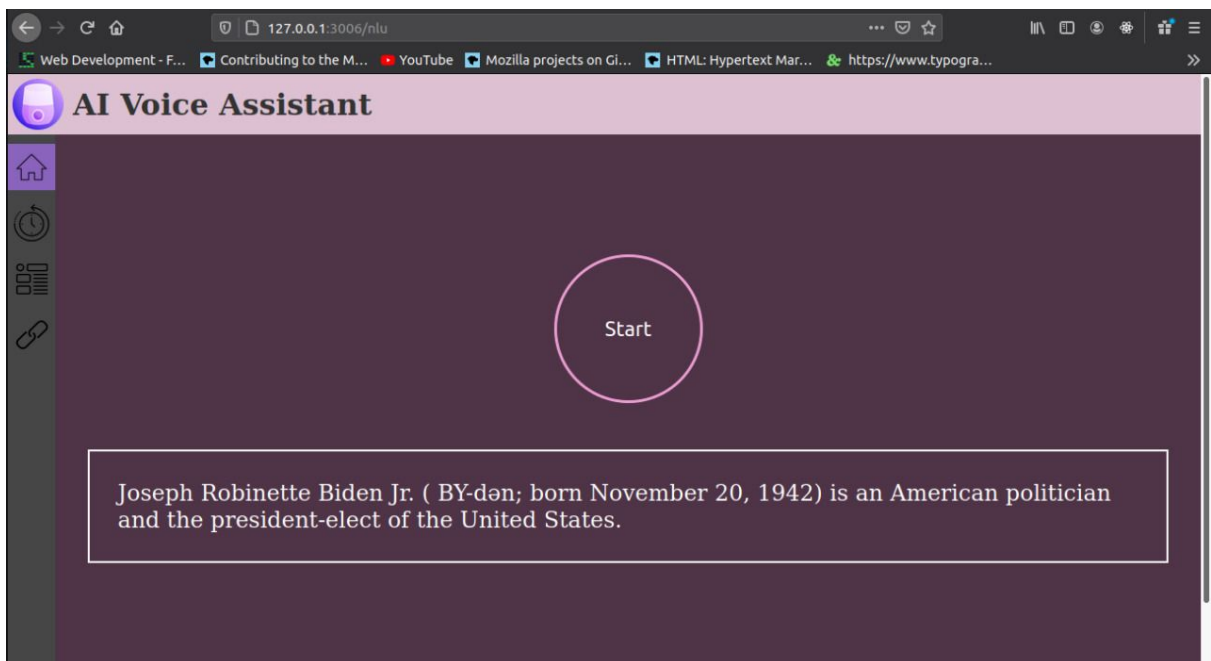 127.0.0.1:3006/nlu
Web Development - F... Contributing to the M... YouTube Mozilla projects on Gi... HTML: Hypertext Mar... https://www.typogra...
AI Voice Assistant
Start
Joseph Robinette Biden Jr. ( BY-dən; born November 20, 1942) is an American politician
and the president-elect of the United States.